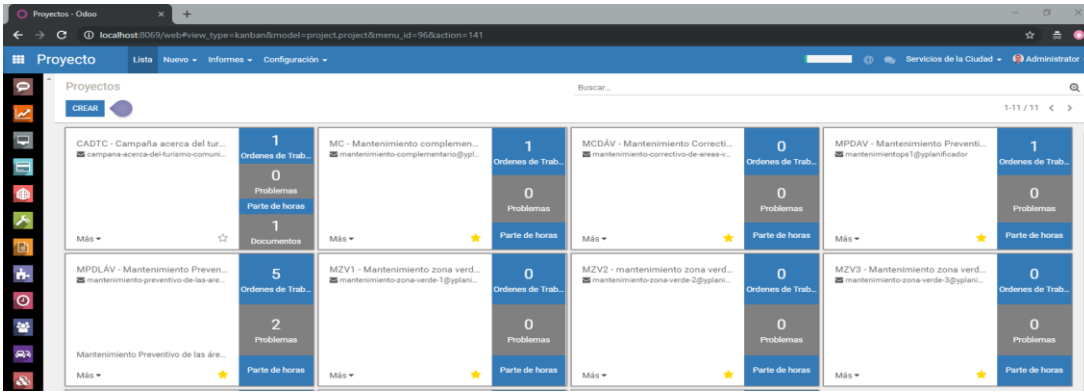 Proyectos - Odoo
localhost:8069/web#view_type=kanban&model=project.project&menu_id=96&action=141
Proyecto Lista Nuevo Informes Configuración Servicios de la Ciudad Administrator
Proyectos Buscar...
CREAR 1-11 / 11
CADTC - Campaña acerca del tur...
campana-acerca-del-turismo-comuni...
1
Ordenes de Trab...
0
Problemas
Parte de horas
1
Documentos
Más
MC - Mantenimiento complemen...
mantenimiento-complementario@ypl...
1
Ordenes de Trab...
0
Problemas
Parte de horas
Más
MCDÁV - Mantenimiento Correcti...
mantenimiento-correctivo-de-areas-v...
0
Ordenes de Trab...
0
Problemas
Parte de horas
Más
MPDAV - Mantenimiento Preventi...
mantenimientops1@yplanificador
1
Ordenes de Trab...
0
Problemas
Parte de horas
Más
MPDLÁV - Mantenimiento Preven...
mantenimiento-preventivo-de-las-are...
5
Ordenes de Trab...
2
Problemas
Mantenimiento Preventivo de las áre...
Parte de horas
Más
MZV1 - Mantenimiento zona verd...
mantenimiento-zona-verde-1@yplani...
0
Ordenes de Trab...
0
Problemas
Parte de horas
Más
MZV2 - mantenimiento zona verd...
mantenimiento-zona-verde-2@yplani...
0
Ordenes de Trab...
0
Problemas
Parte de horas
Más
MZV3 - Mantenimiento zona verd...
mantenimiento-zona-verde-3@yplani...
0
Ordenes de Trab...
0
Problemas
Parte de horas
Más